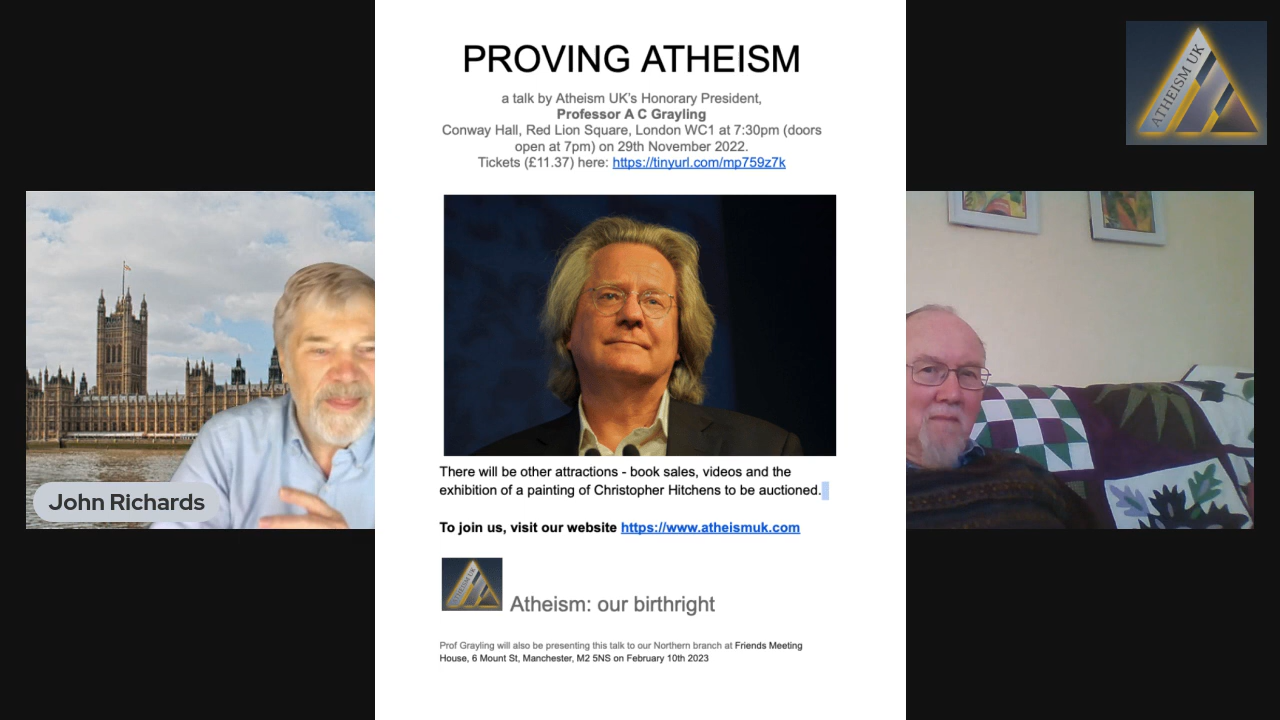 PROVING ATHEISM
a talk by Atheism UK's Honorary President,
Professor A C Grayling
Conway Hall, Red Lion Square, London WC1 at 7:30pm (doors
open at 7pm) on 29th November 2022.
Tickets (£11.37) here: https://tinyurl.com/mp759z7k
ATHEISM UK
John Richards
There will be other attractions - book sales, videos and the
exhibition of a painting of Christopher Hitchens to be auctioned.
To join us, visit our website https://www.atheismuk.com
ATHEISM UK
Atheism: our birthright
Prof Grayling will also be presenting this talk to our Northern branch at Friends Meeting
House, 6 Mount St, Manchester, M2 5NS on February 10th 2023